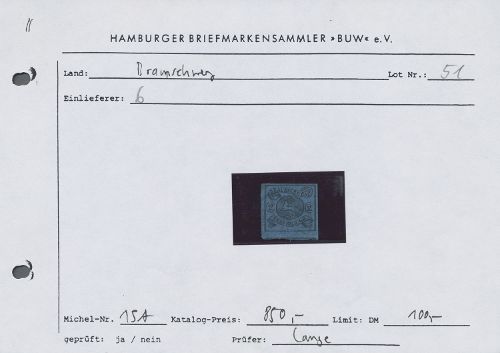 HAMBURGER BRIEFMARKENSAMMLER »BUW« e.V.
Land: Braunschweig Lot Nr.: 51
Einlieferer: 6
Michel-Nr. 15A Katalog-Preis: 850,- Limit: DM 100,-
geprüft: ja / nein Prüfer: Lange